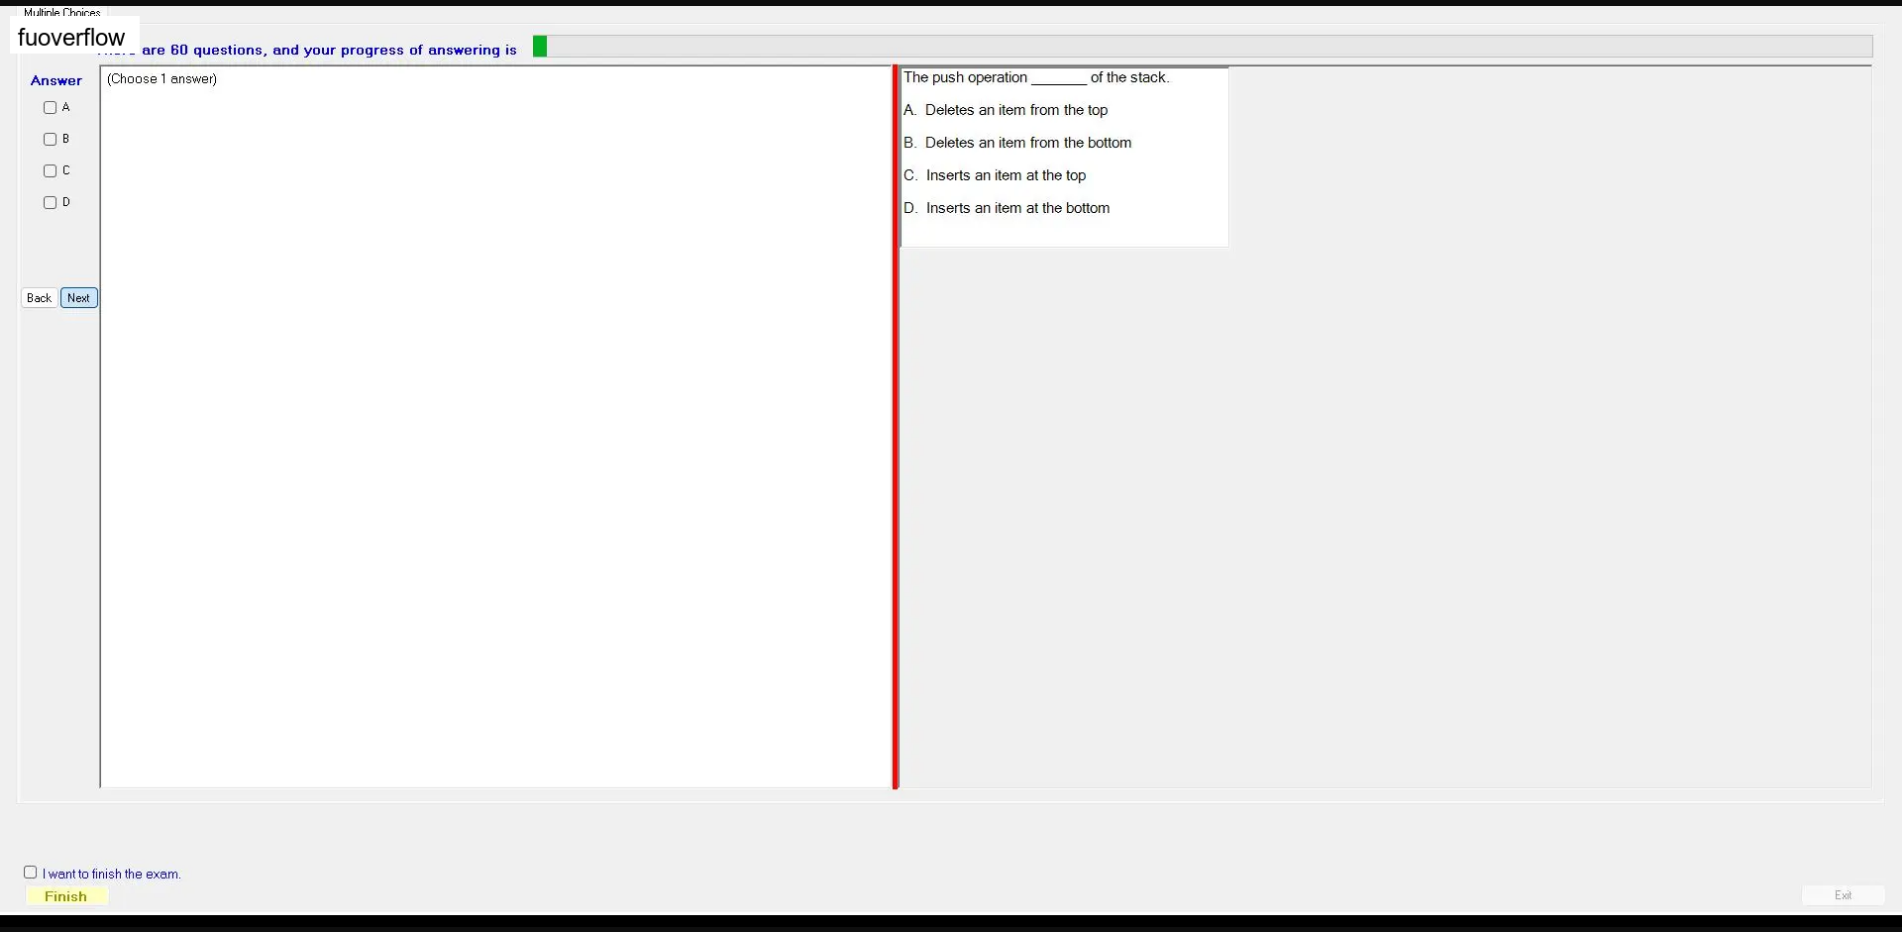 Multiple Choices
fuoverflow
are 60 questions, and your progress of answering is
Answer
(Choose 1 answer)
A
B
C
D
Back
Next
The push operation _______ of the stack.
A. Deletes an item from the top
B. Deletes an item from the bottom
C. Inserts an item at the top
D. Inserts an item at the bottom
I want to finish the exam.
Finish
Exit